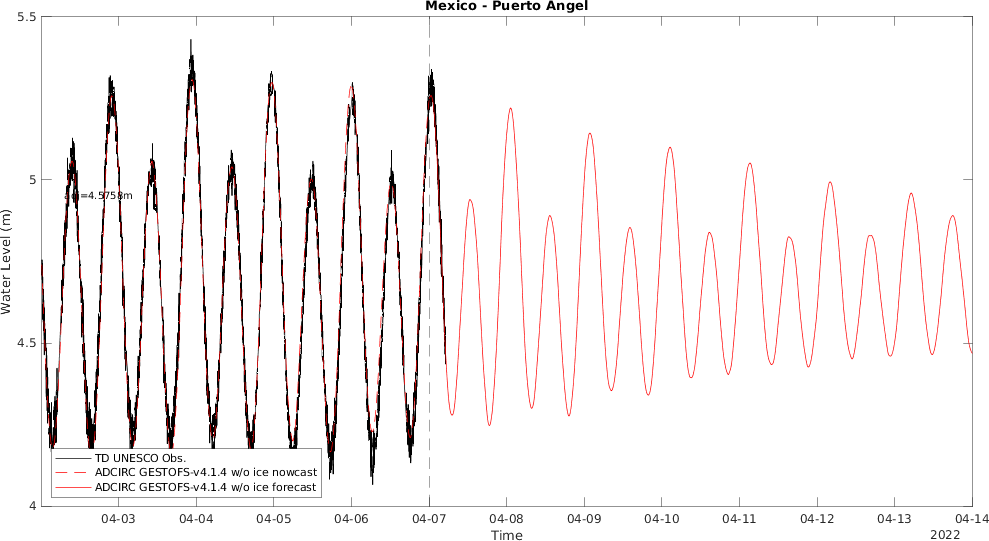 Mexico - Puerto Angel
5.5
5
4.5
4
Water Level (m)
=4.5758m
TD UNESCO Obs.
ADCIRC GESTOFS-v4.1.4 w/o ice nowcast
ADCIRC GESTOFS-v4.1.4 w/o ice forecast
04-03 04-04 04-05 04-06 04-07 04-08 04-09 04-10 04-11 04-12 04-13 04-14
Time
2022